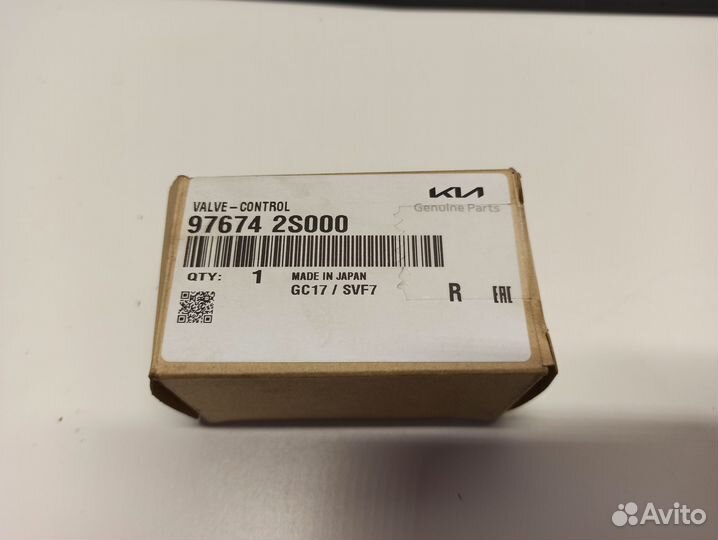 VALVE-CONTROL
KIA
97674 2S000
Genuine Parts
QTY: 1 MADE IN JAPAN
GC17 / SVF7
R EAC
Avito